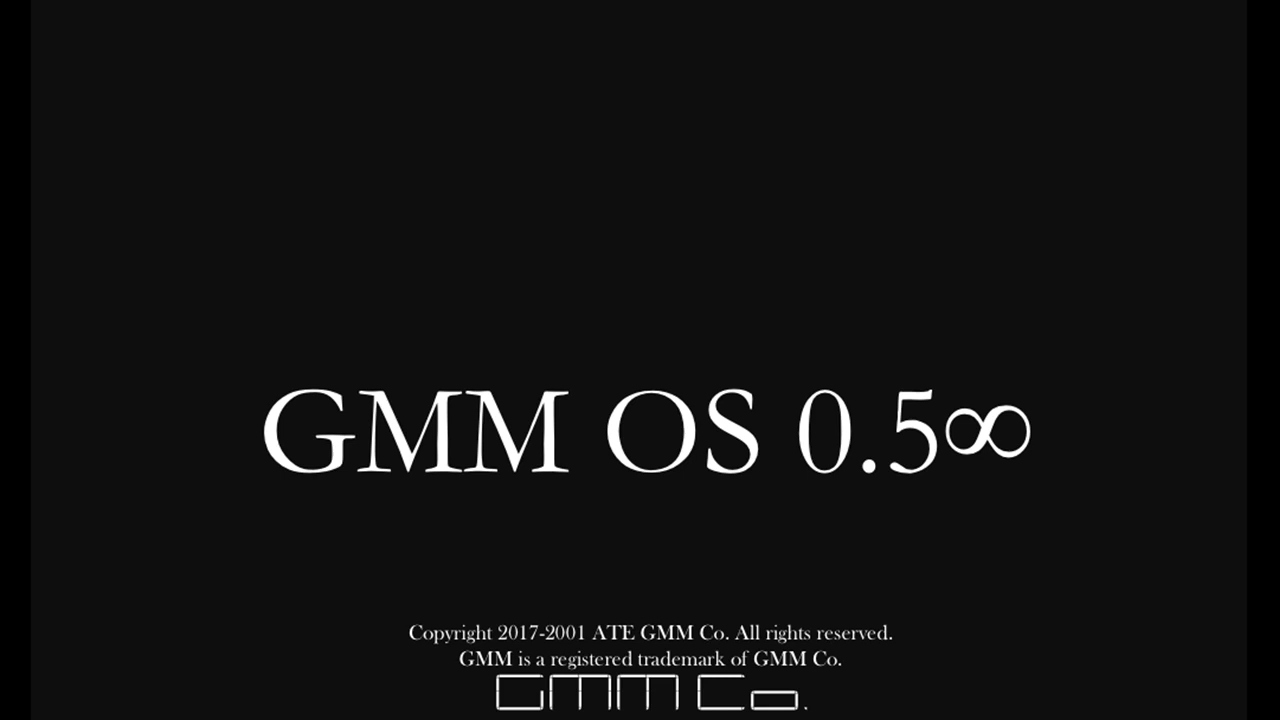 GMM OS 0.5∞
Copyright 2017-2001 ATE GMM Co. All rights reserved.
GMM is a registered trademark of GMM Co.
GMM Co.